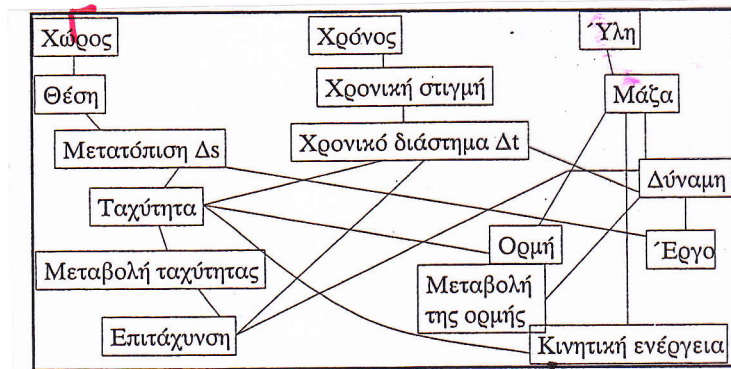 Χώρος
Χρόνος
Ύλη
Θέση
Χρονική στιγμή
Μάζα
Μετατόπιση Δs
Χρονικό διάστημα Δt
Ταχύτητα
Δύναμη
Ορμή
Έργο
Μεταβολή ταχύτητας
Μεταβολή
της ορμής
Επιτάχυνση
Κινητική ενέργεια